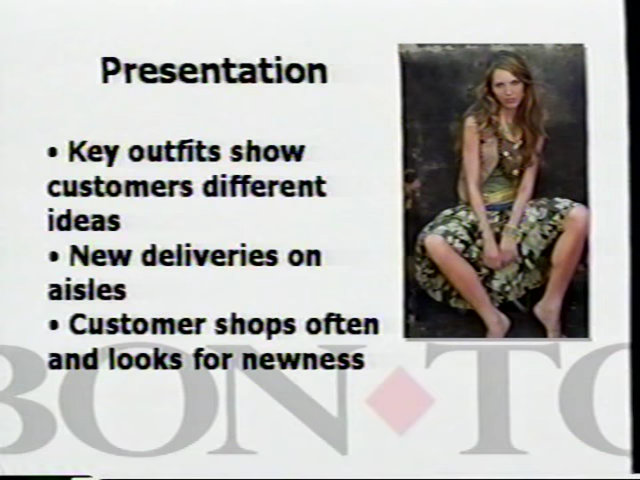 Presentation
• Key outfits show
customers different
ideas
• New deliveries on
aisles
• Customer shops often
and looks for newness
BON TO